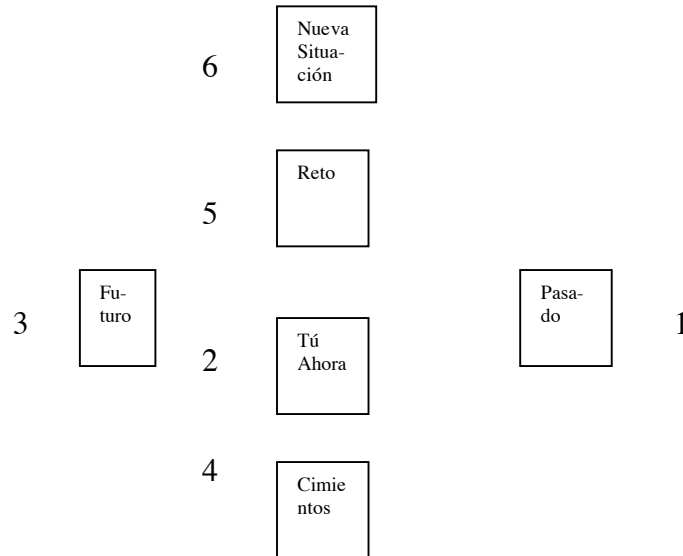 Nueva
Situa-
ción
6
Reto
5
Fu-
turo
3
Pasa-
do
1
Tú
Ahora
2
4
Cimie
ntos